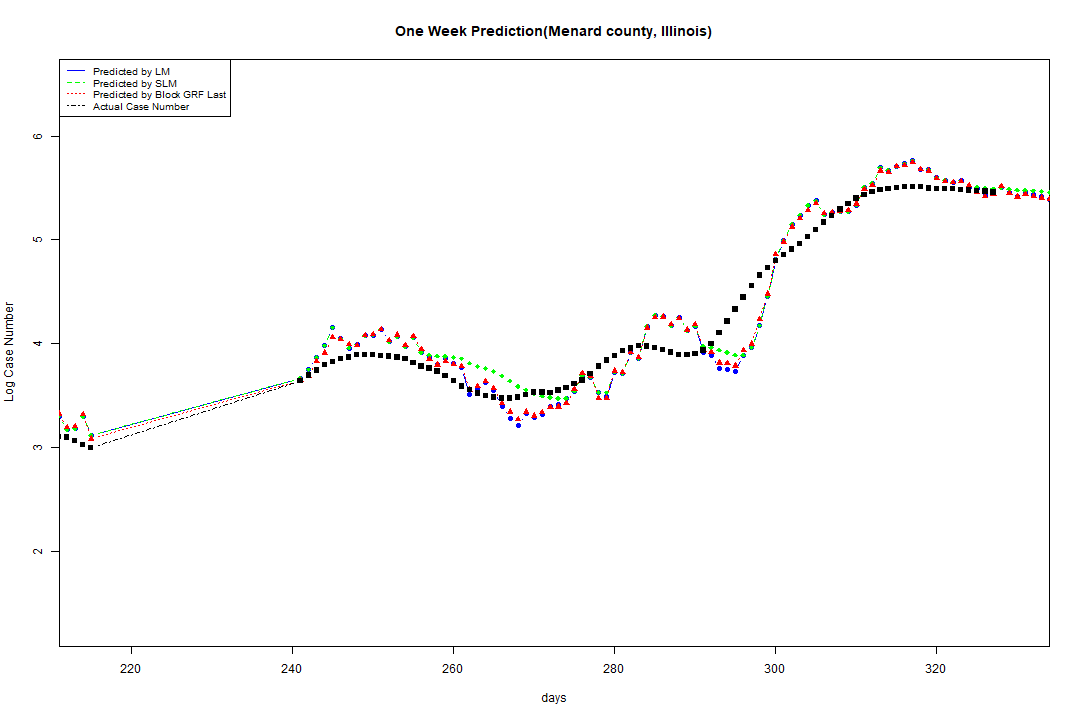 One Week Prediction(Menard county, Illinois)
Predicted by LM
Predicted by SLM
Predicted by Block GRF Last
Actual Case Number
6
5
4
3
2
Log Case Number
220 240 260 280 300 320
days